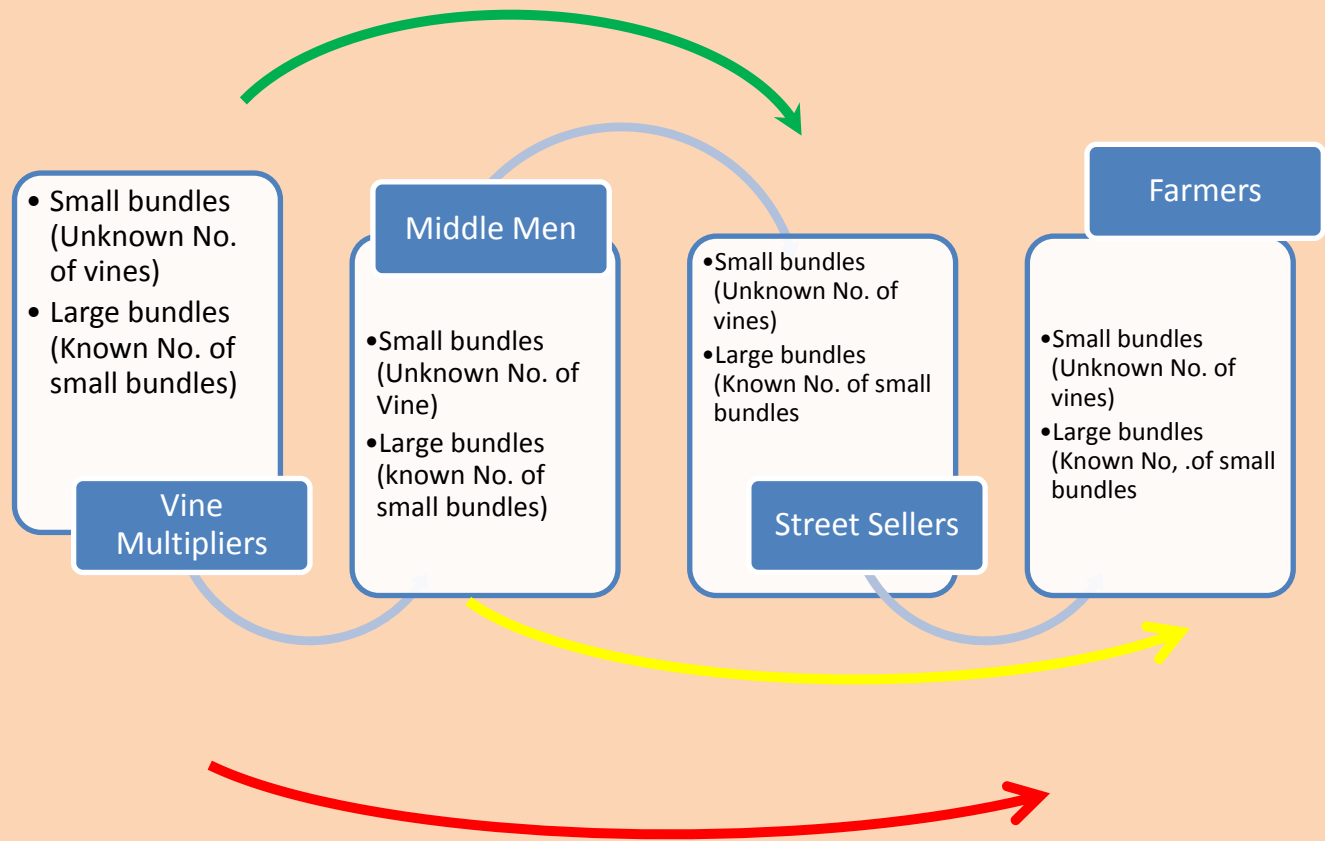 • Small bundles
(Unknown No.
of vines)
• Large bundles
(Known No. of
small bundles)
Vine
Multipliers
Middle Men
•Small bundles
(Unknown No. of
Vine)
•Large bundles
(known No. of
small bundles)
•Small bundles
(Unknown No. of
vines)
•Large bundles
(Known No. of small
bundles
Street Sellers
Farmers
•Small bundles
(Unknown No. of
vines)
•Large bundles
(Known No, .of small
bundles